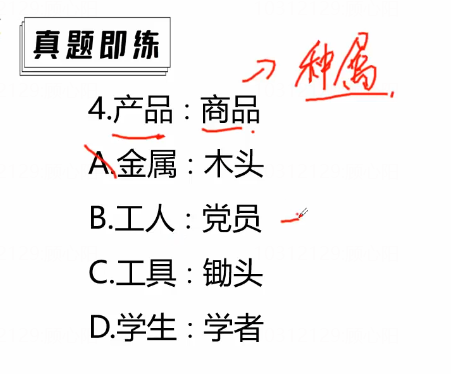 真题即练
种属
4.产品：商品
A.金属：木头
B.工人：党员
C.工具：锄头
D.学生：学者